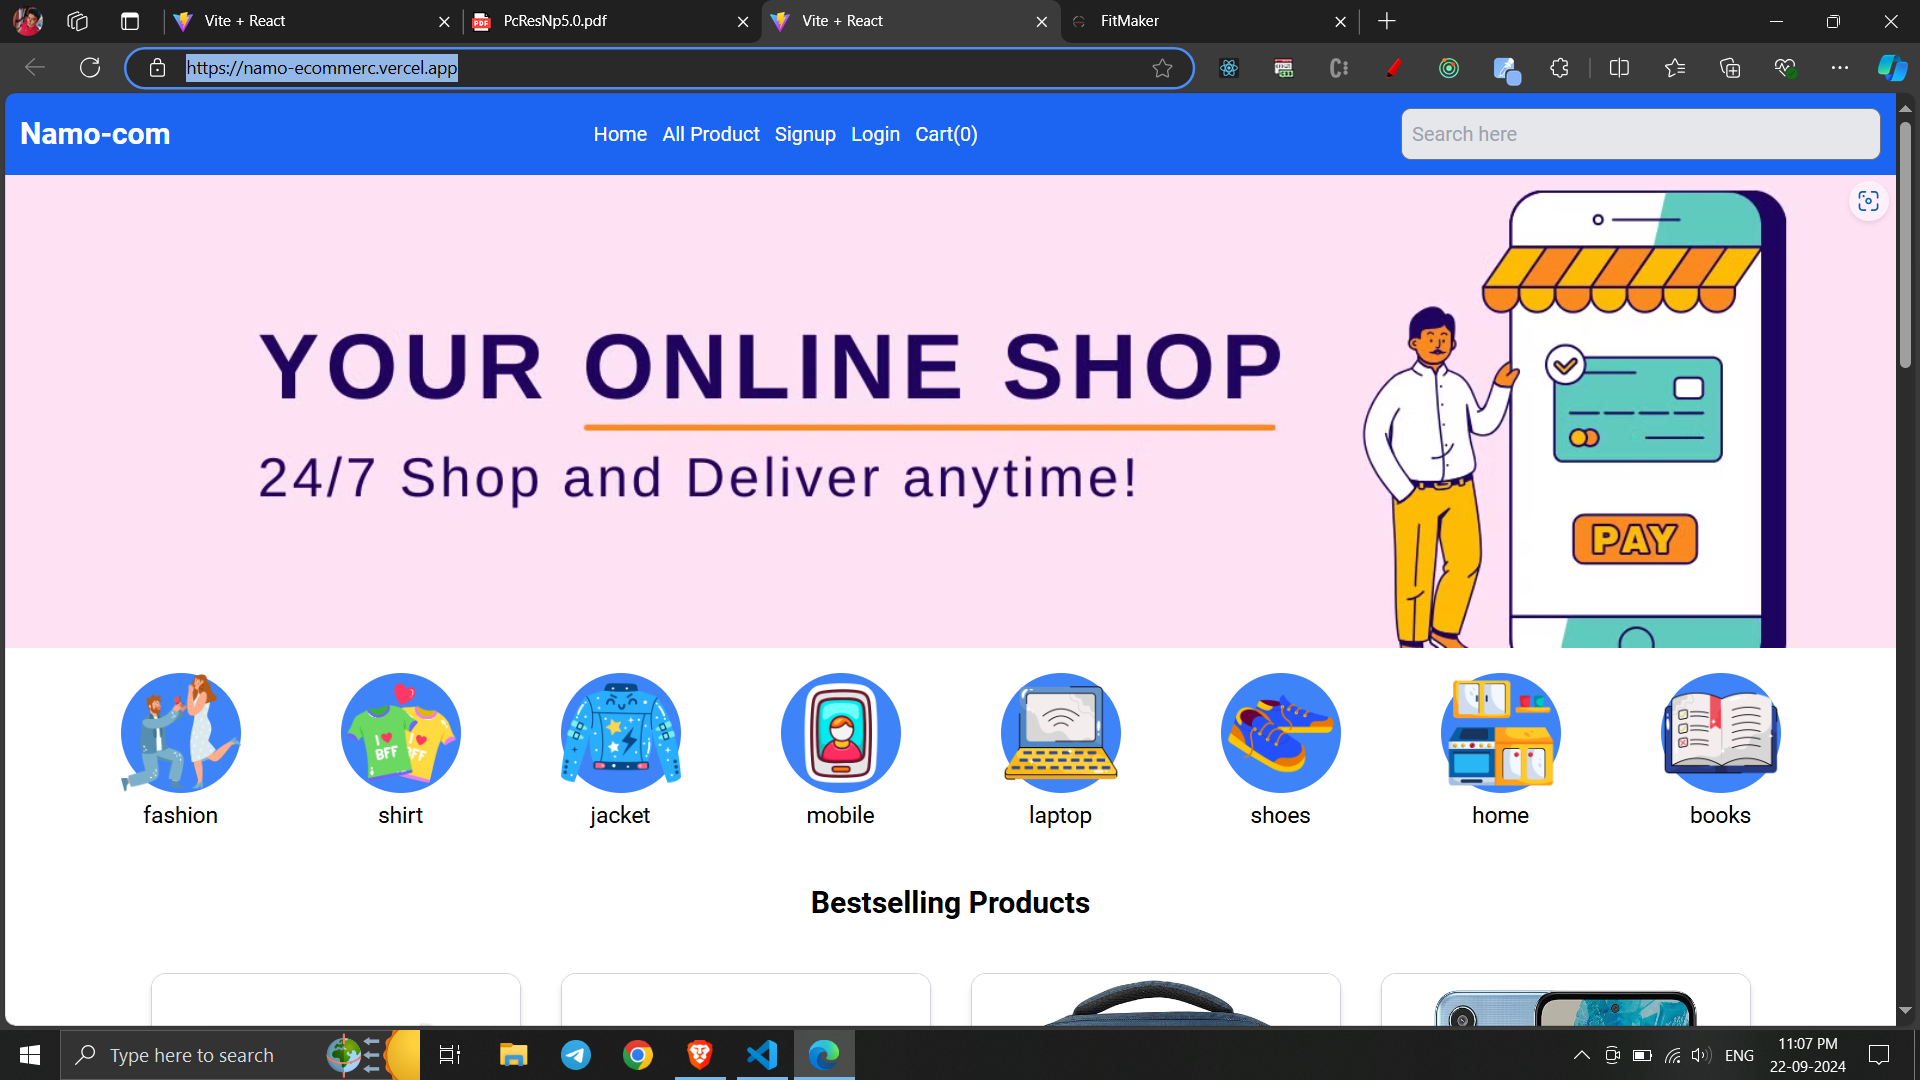 Vite + React
PcResNp5.0.pdf
Vite + React
FitMaker
https://namo-ecommerc.vercel.app
Namo-com
Home
All Product
Signup
Login
Cart(0)
Search here
YOUR ONLINE SHOP
24/7 Shop and Deliver anytime!
PAY
I ❤ BFF
I ❤ BFF
fashion
shirt
jacket
mobile
laptop
shoes
home
books
Bestselling Products
Type here to search
ENG
11:07 PM
22-09-2024